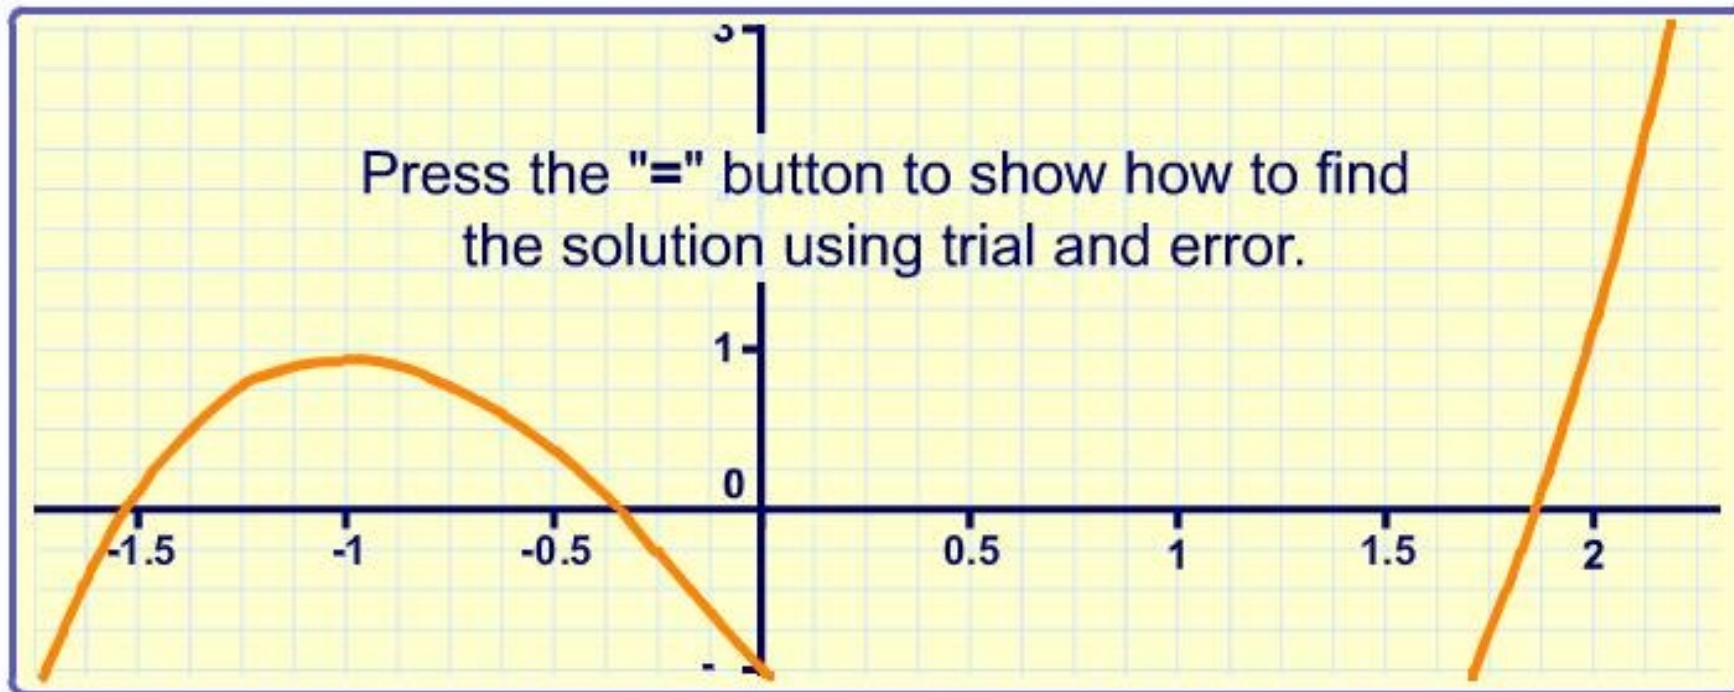 3
Press the "=" button to show how to find
the solution using trial and error.
1
0
-1.5 -1 -0.5 0.5 1 1.5 2
-